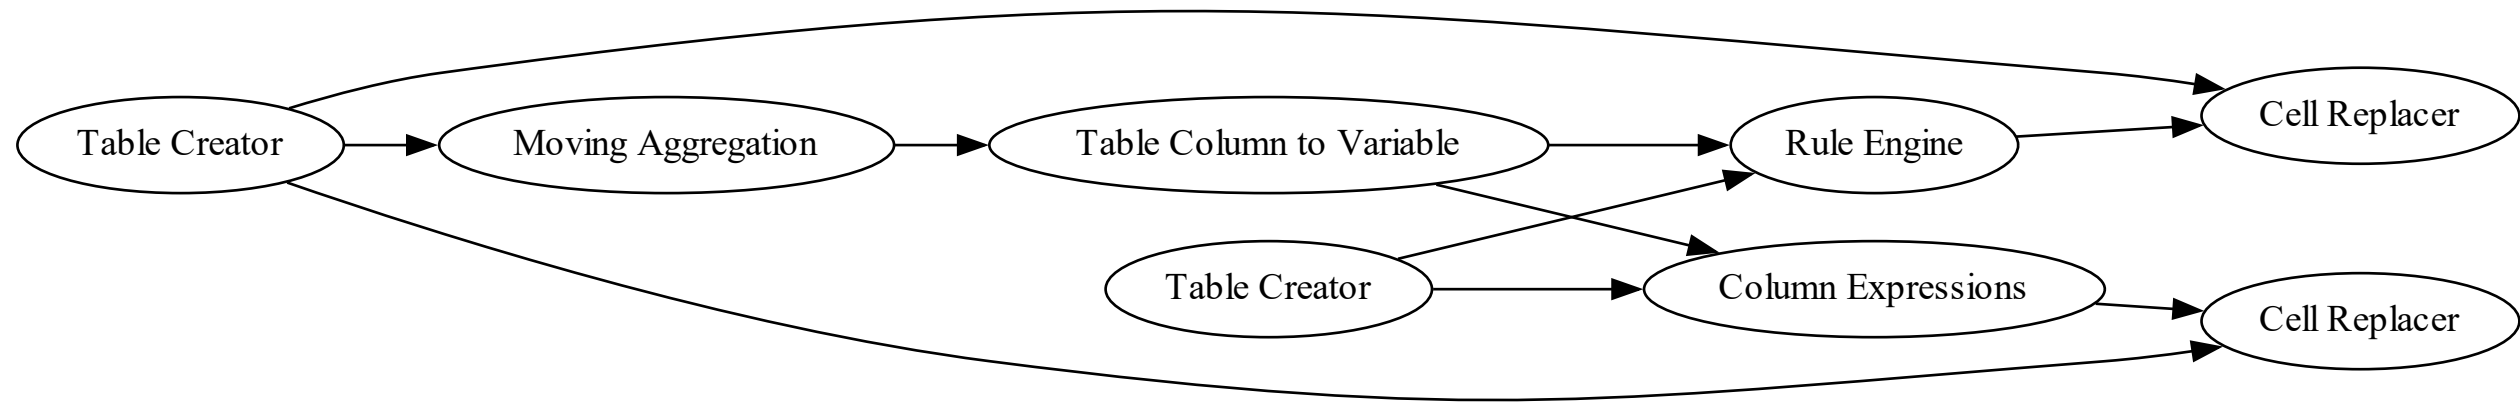 Table Creator
Moving Aggregation
Table Column to Variable
Rule Engine
Cell Replacer
Table Creator
Column Expressions
Cell Replacer